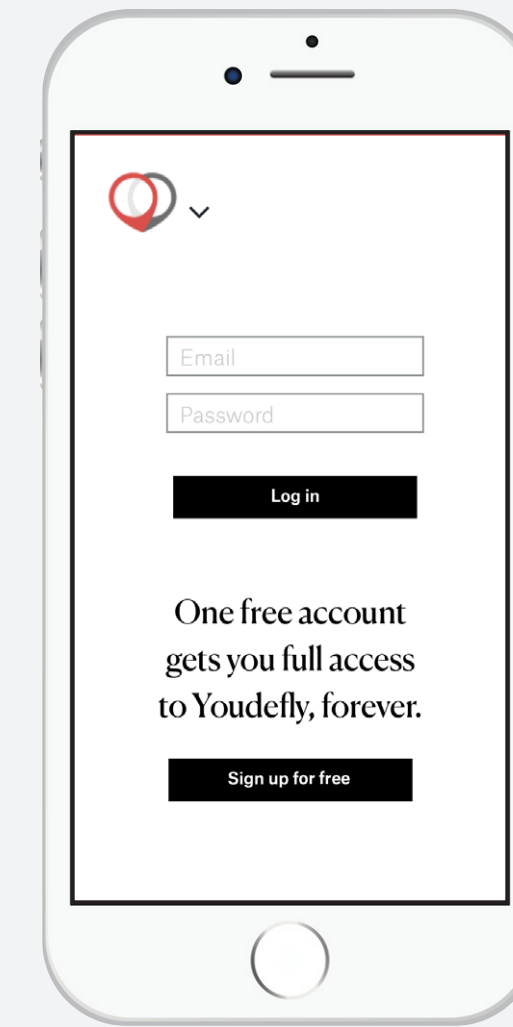 Email
Password
Log in
One free account
gets you full access
to Youdefly, forever.
Sign up for free